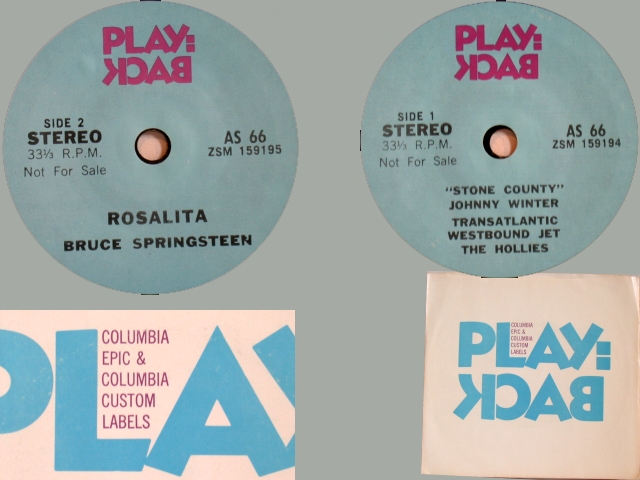 PLAY:
BACK
SIDE 2
STEREO
33⅓ R.P.M.
Not For Sale
AS 66
ZSM 159195
ROSALITA
BRUCE SPRINGSTEEN
PLAY:
BACK
SIDE 1
STEREO
33⅓ R.P.M.
Not For Sale
AS 66
ZSM 159194
"STONE COUNTY"
JOHNNY WINTER
TRANSATLANTIC
WESTBOUND JET
THE HOLLIES
PLAY
COLUMBIA
EPIC &
COLUMBIA
CUSTOM
LABELS
PLAY:
COLUMBIA
EPIC &
COLUMBIA
CUSTOM
LABELS
BACK